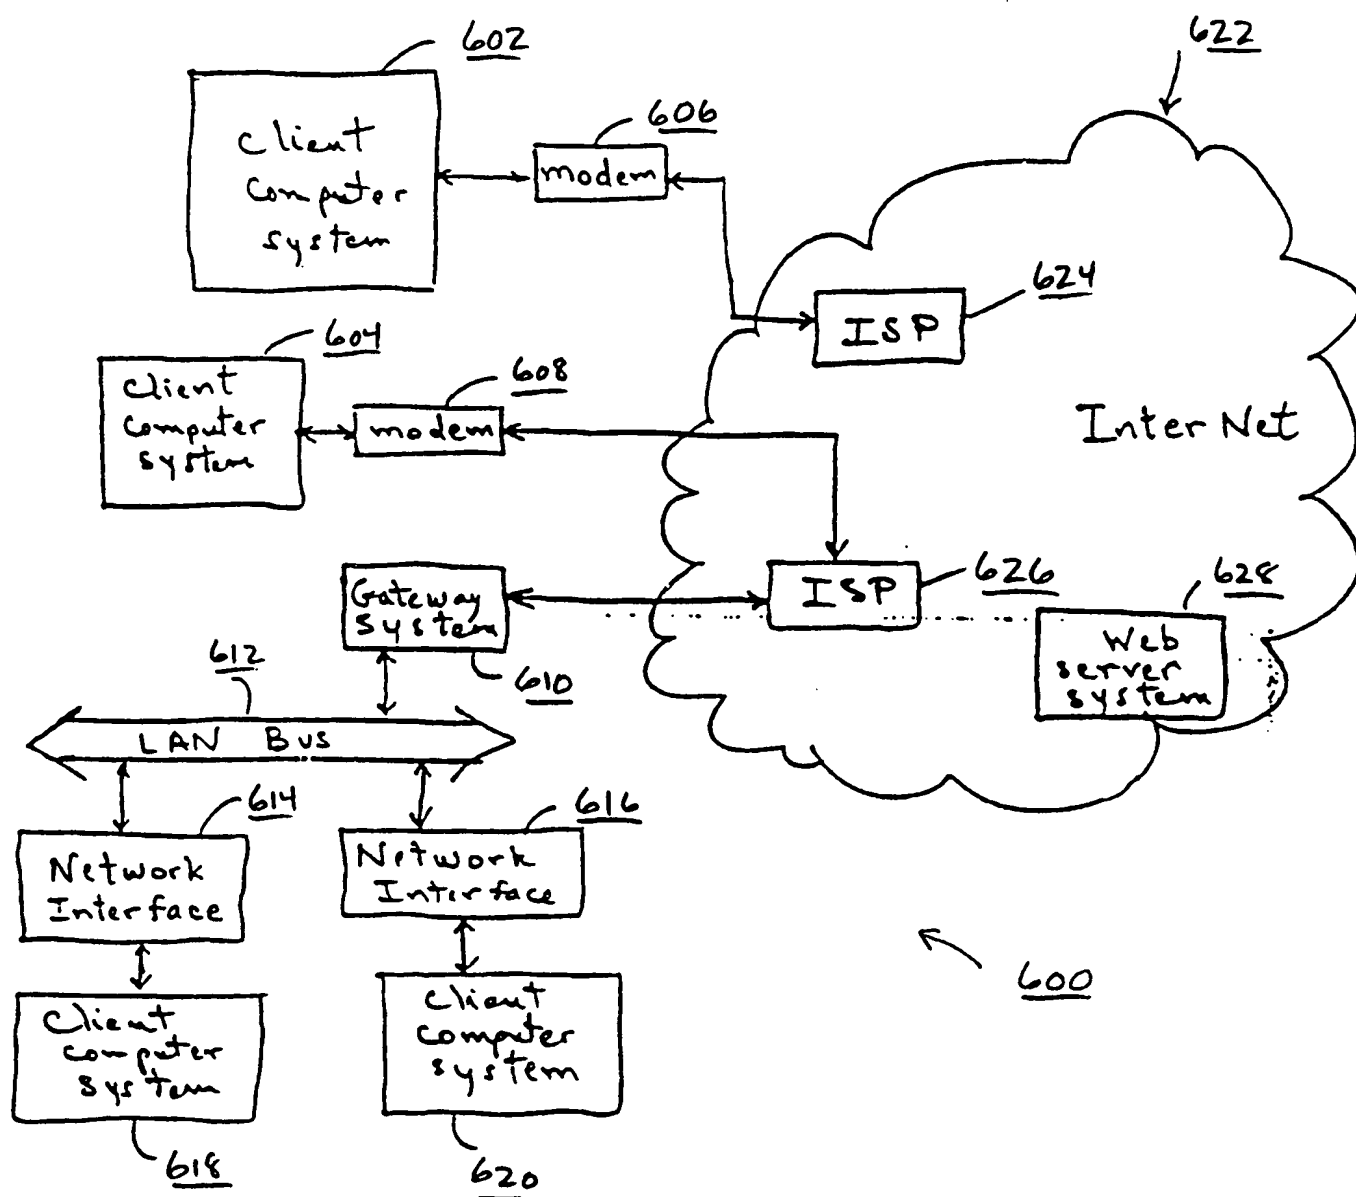 602
622
606
Client
computer
system
modem
624
ISP
604
Client
computer
system
608
modem
InterNet
ISP
626
628
Gateway
system
610
Web
server
system
612
LAN Bus
614
616
Network
Interface
Network
Interface
600
Client
computer
system
Client
computer
system
618
620